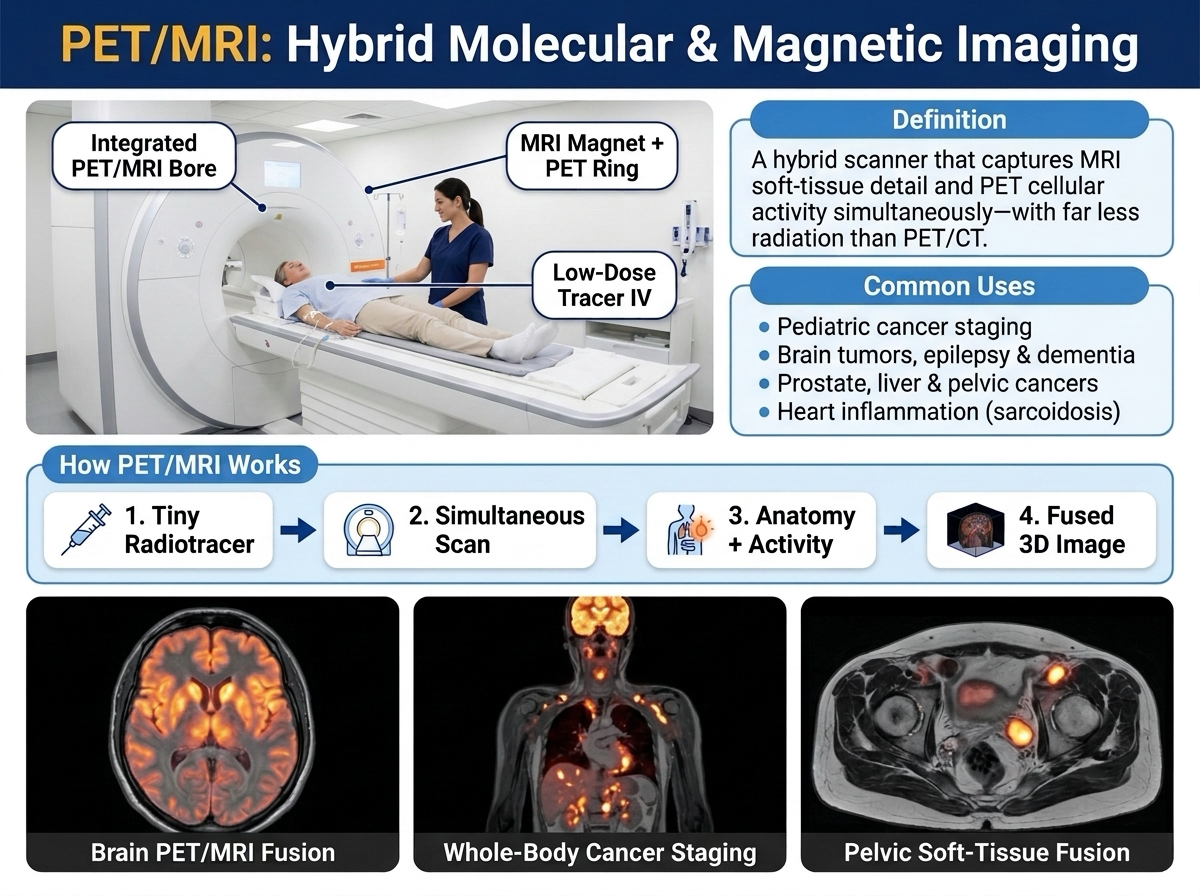 PET/MRI: Hybrid Molecular & Magnetic Imaging
Integrated
PET/MRI Bore
MRI Magnet +
PET Ring
Low-Dose
Tracer IV
Definition
A hybrid scanner that captures MRI
soft-tissue detail and PET cellular
activity simultaneously—with far less
radiation than PET/CT.
Common Uses
• Pediatric cancer staging
• Brain tumors, epilepsy & dementia
• Prostate, liver & pelvic cancers
• Heart inflammation (sarcoidosis)
How PET/MRI Works
1. Tiny
Radiotracer
2. Simultaneous
Scan
3. Anatomy
+ Activity
4. Fused
3D Image
Brain PET/MRI Fusion
Whole-Body Cancer Staging
Pelvic Soft-Tissue Fusion